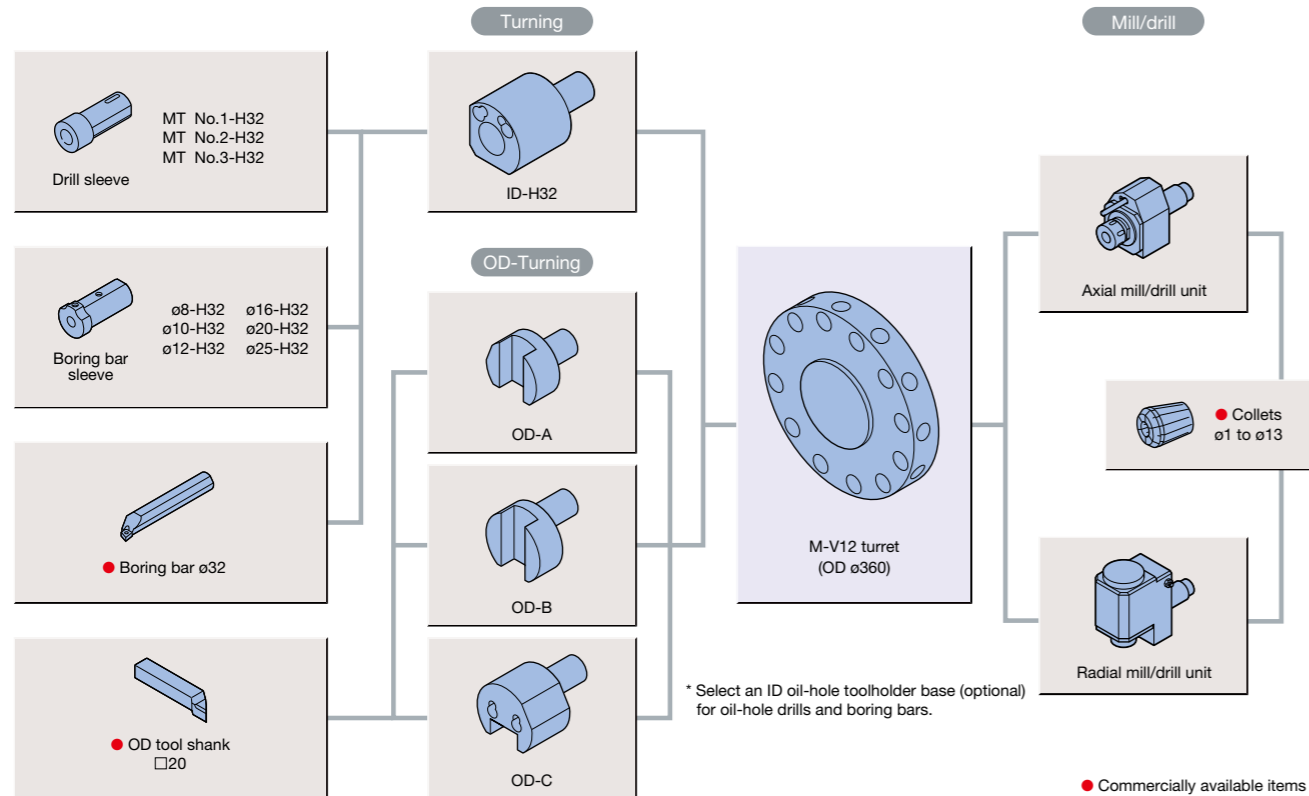 Turning
Mill/drill
MT No.1-H32
MT No.2-H32
MT No.3-H32
Drill sleeve
ID-H32
Axial mill/drill unit
OD-Turning
ø8-H32 ø16-H32
ø10-H32 ø20-H32
ø12-H32 ø25-H32
Boring bar
sleeve
OD-A
● Collets
ø1 to ø13
● Boring bar ø32
OD-B
M-V12 turret
(OD ø360)
Radial mill/drill unit
● OD tool shank
□20
OD-C
* Select an ID oil-hole toolholder base (optional)
for oil-hole drills and boring bars.
● Commercially available items